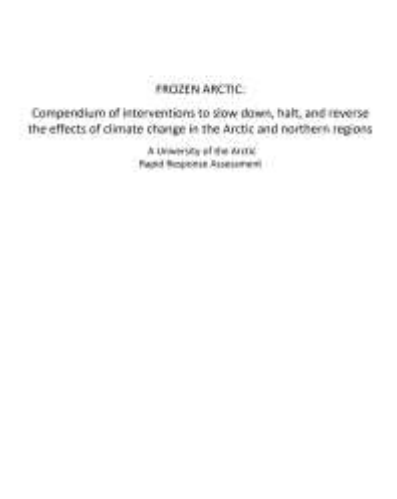 FROZEN ARCTIC:
Compendium of interventions to slow down, halt, and reverse
the effects of climate change in the Arctic and northern regions
A University of the Arctic
Rapid Response Assessment